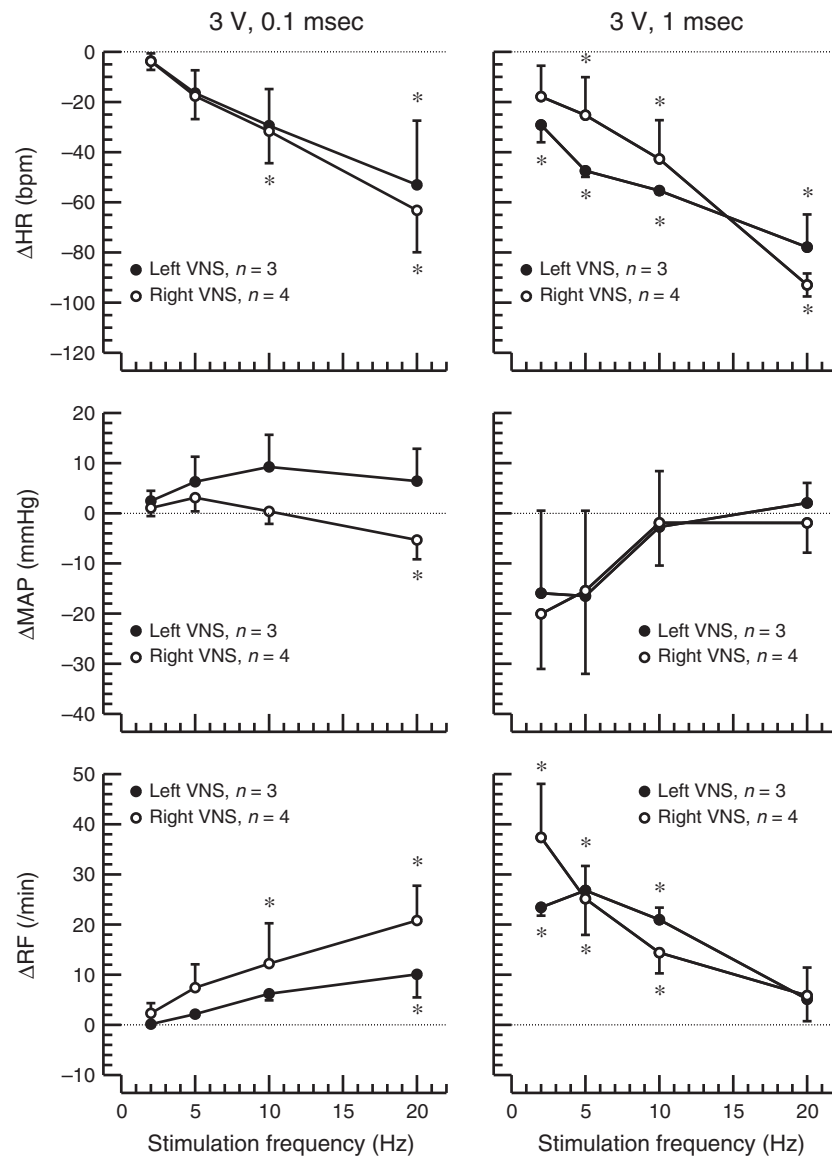 3 V, 0.1 msec
3 V, 1 msec
ΔHR (bpm)
0
–20
–40
–60
–80
–100
–120
* * * *
Left VNS, n = 3
Right VNS, n = 4
* * * * * * *
Left VNS, n = 3
Right VNS, n = 4
ΔMAP (mmHg)
20
10
0
–10
–20
–30
–40
*
Left VNS, n = 3
Right VNS, n = 4
Left VNS, n = 3
Right VNS, n = 4
ΔRF (/min)
50
40
30
20
10
0
–10
Left VNS, n = 3
Right VNS, n = 4
* * *
Left VNS, n = 3
Right VNS, n = 4
* * * * * *
0 5 10 15 20
0 5 10 15 20
Stimulation frequency (Hz)
Stimulation frequency (Hz)